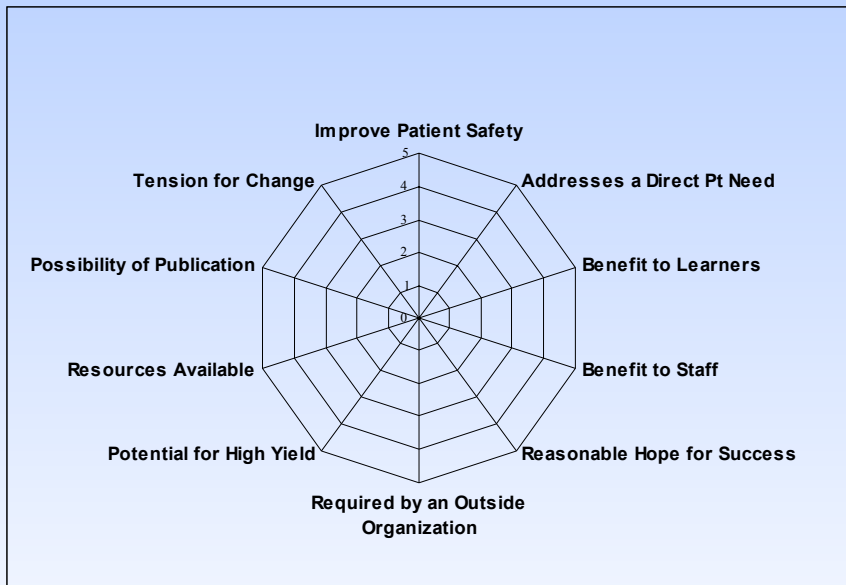 Improve Patient Safety
5
Tension for Change
Addresses a Direct Pt Need
4
3
Possibility of Publication
Benefit to Learners
2
1
0
Resources Available
Benefit to Staff
Potential for High Yield
Reasonable Hope for Success
Required by an Outside
Organization